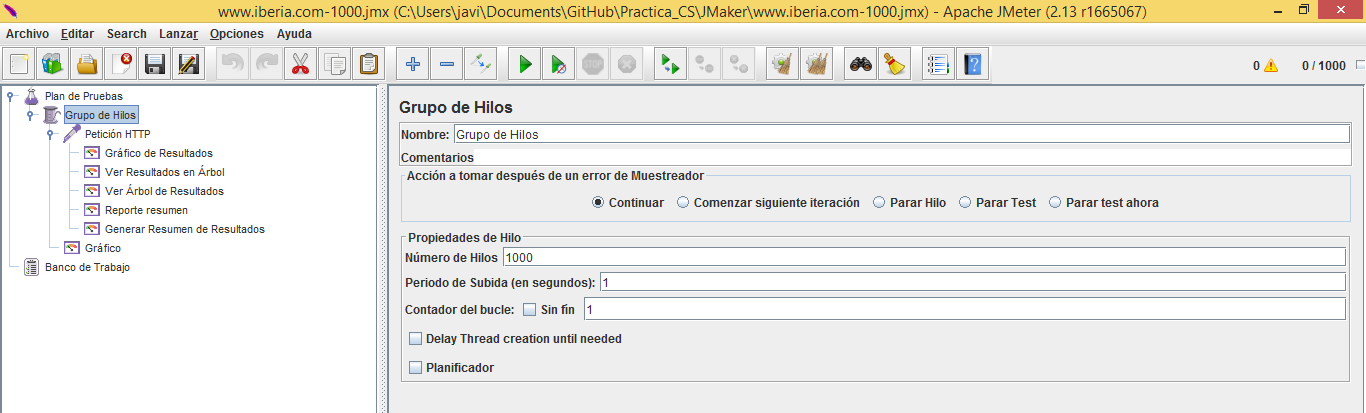 www.iberia.com-1000.jmx (C:\Users\javi\Documents\GitHub\Practica_CS\JMaker\www.iberia.com-1000.jmx) - Apache JMeter (2.13 r1665067)
Archivo Editar Search Lanzar Opciones Ayuda
STOP
0 0 / 1000
Plan de Pruebas
Grupo de Hilos
Petición HTTP
Gráfico de Resultados
Ver Resultados en Árbol
Ver Árbol de Resultados
Reporte resumen
Generar Resumen de Resultados
Gráfico
Banco de Trabajo
Grupo de Hilos
Nombre: Grupo de Hilos
Comentarios
Acción a tomar después de un error de Muestreador
Continuar Comenzar siguiente iteración Parar Hilo Parar Test Parar test ahora
Propiedades de Hilo
Número de Hilos 1000
Periodo de Subida (en segundos): 1
Contador del bucle: Sin fín 1
Delay Thread creation until needed
Planificador